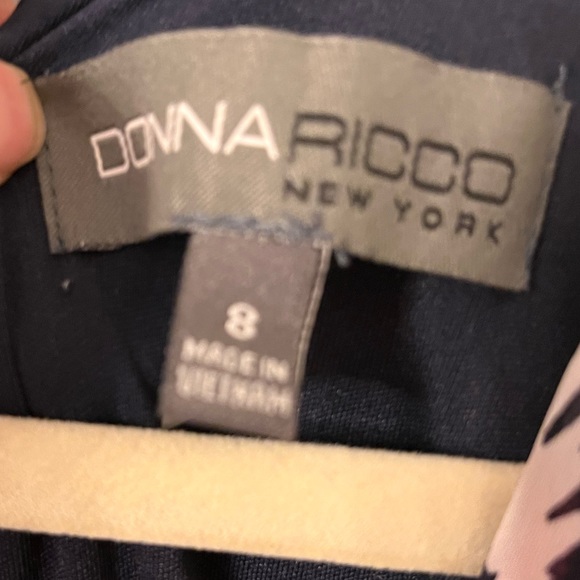 DONNA RICCO
NEW YORK
8
MADE IN
VIETNAM